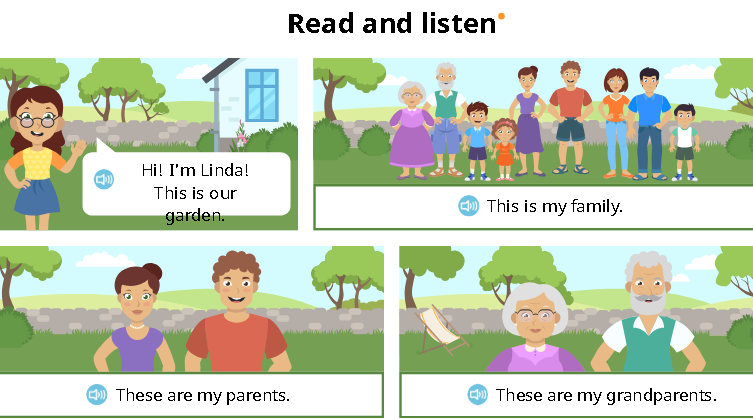 Read and listen
Hi! I'm Linda!
This is our
garden.
This is my family.
These are my parents.
These are my grandparents.